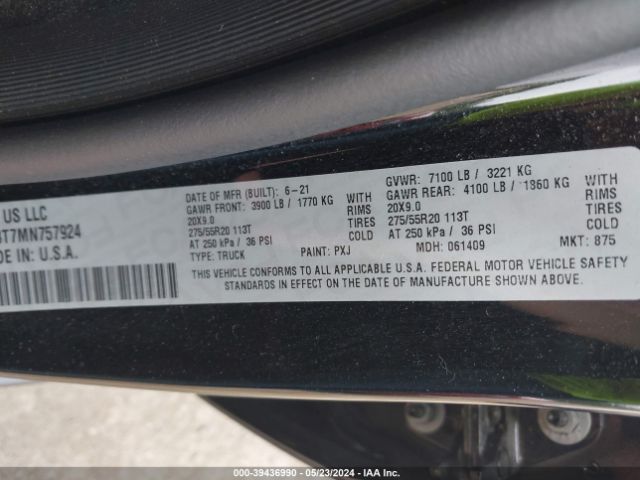 US LLC
T7MN757924
DE IN: U.S.A.
DATE OF MFR (BUILT): 6-21
GAWR FRONT: 3900 LB / 1770 KG WITH
20X9.0 RIMS
275/55R20 113T TIRES
AT 250 kPa / 36 PSI COLD
TYPE: TRUCK PAINT: PXJ
GVWR: 7100 LB / 3221 KG
GAWR REAR: 4100 LB / 1860 KG WITH
20X9.0 RIMS
275/55R20 113T TIRES
AT 250 kPa / 36 PSI COLD
MDH: 061409 MKT: 875
THIS VEHICLE CONFORMS TO ALL APPLICABLE U.S.A. FEDERAL MOTOR VEHICLE SAFETY
STANDARDS IN EFFECT ON THE DATE OF MANUFACTURE SHOWN ABOVE.
000-39436990 - 05/23/2024 - IAA Inc.